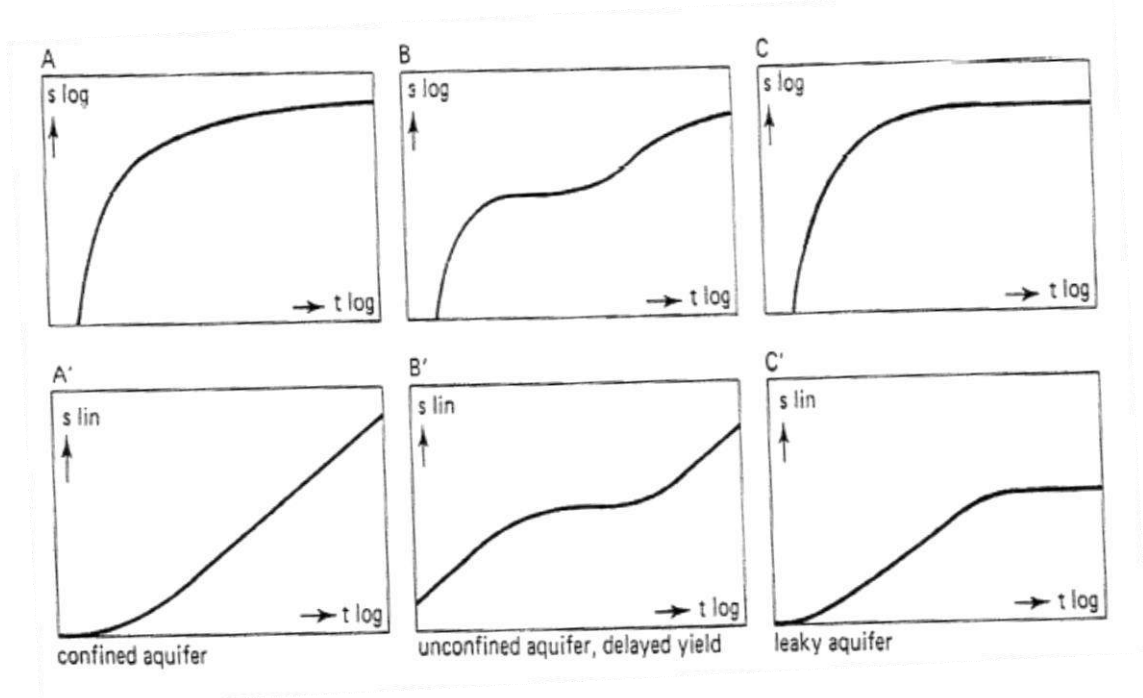 A
s log
t log
B
s log
t log
C
s log
t log
A'
s lin
t log
confined aquifer
B'
s lin
t log
unconfined aquifer, delayed yield
C'
s lin
t log
leaky aquifer